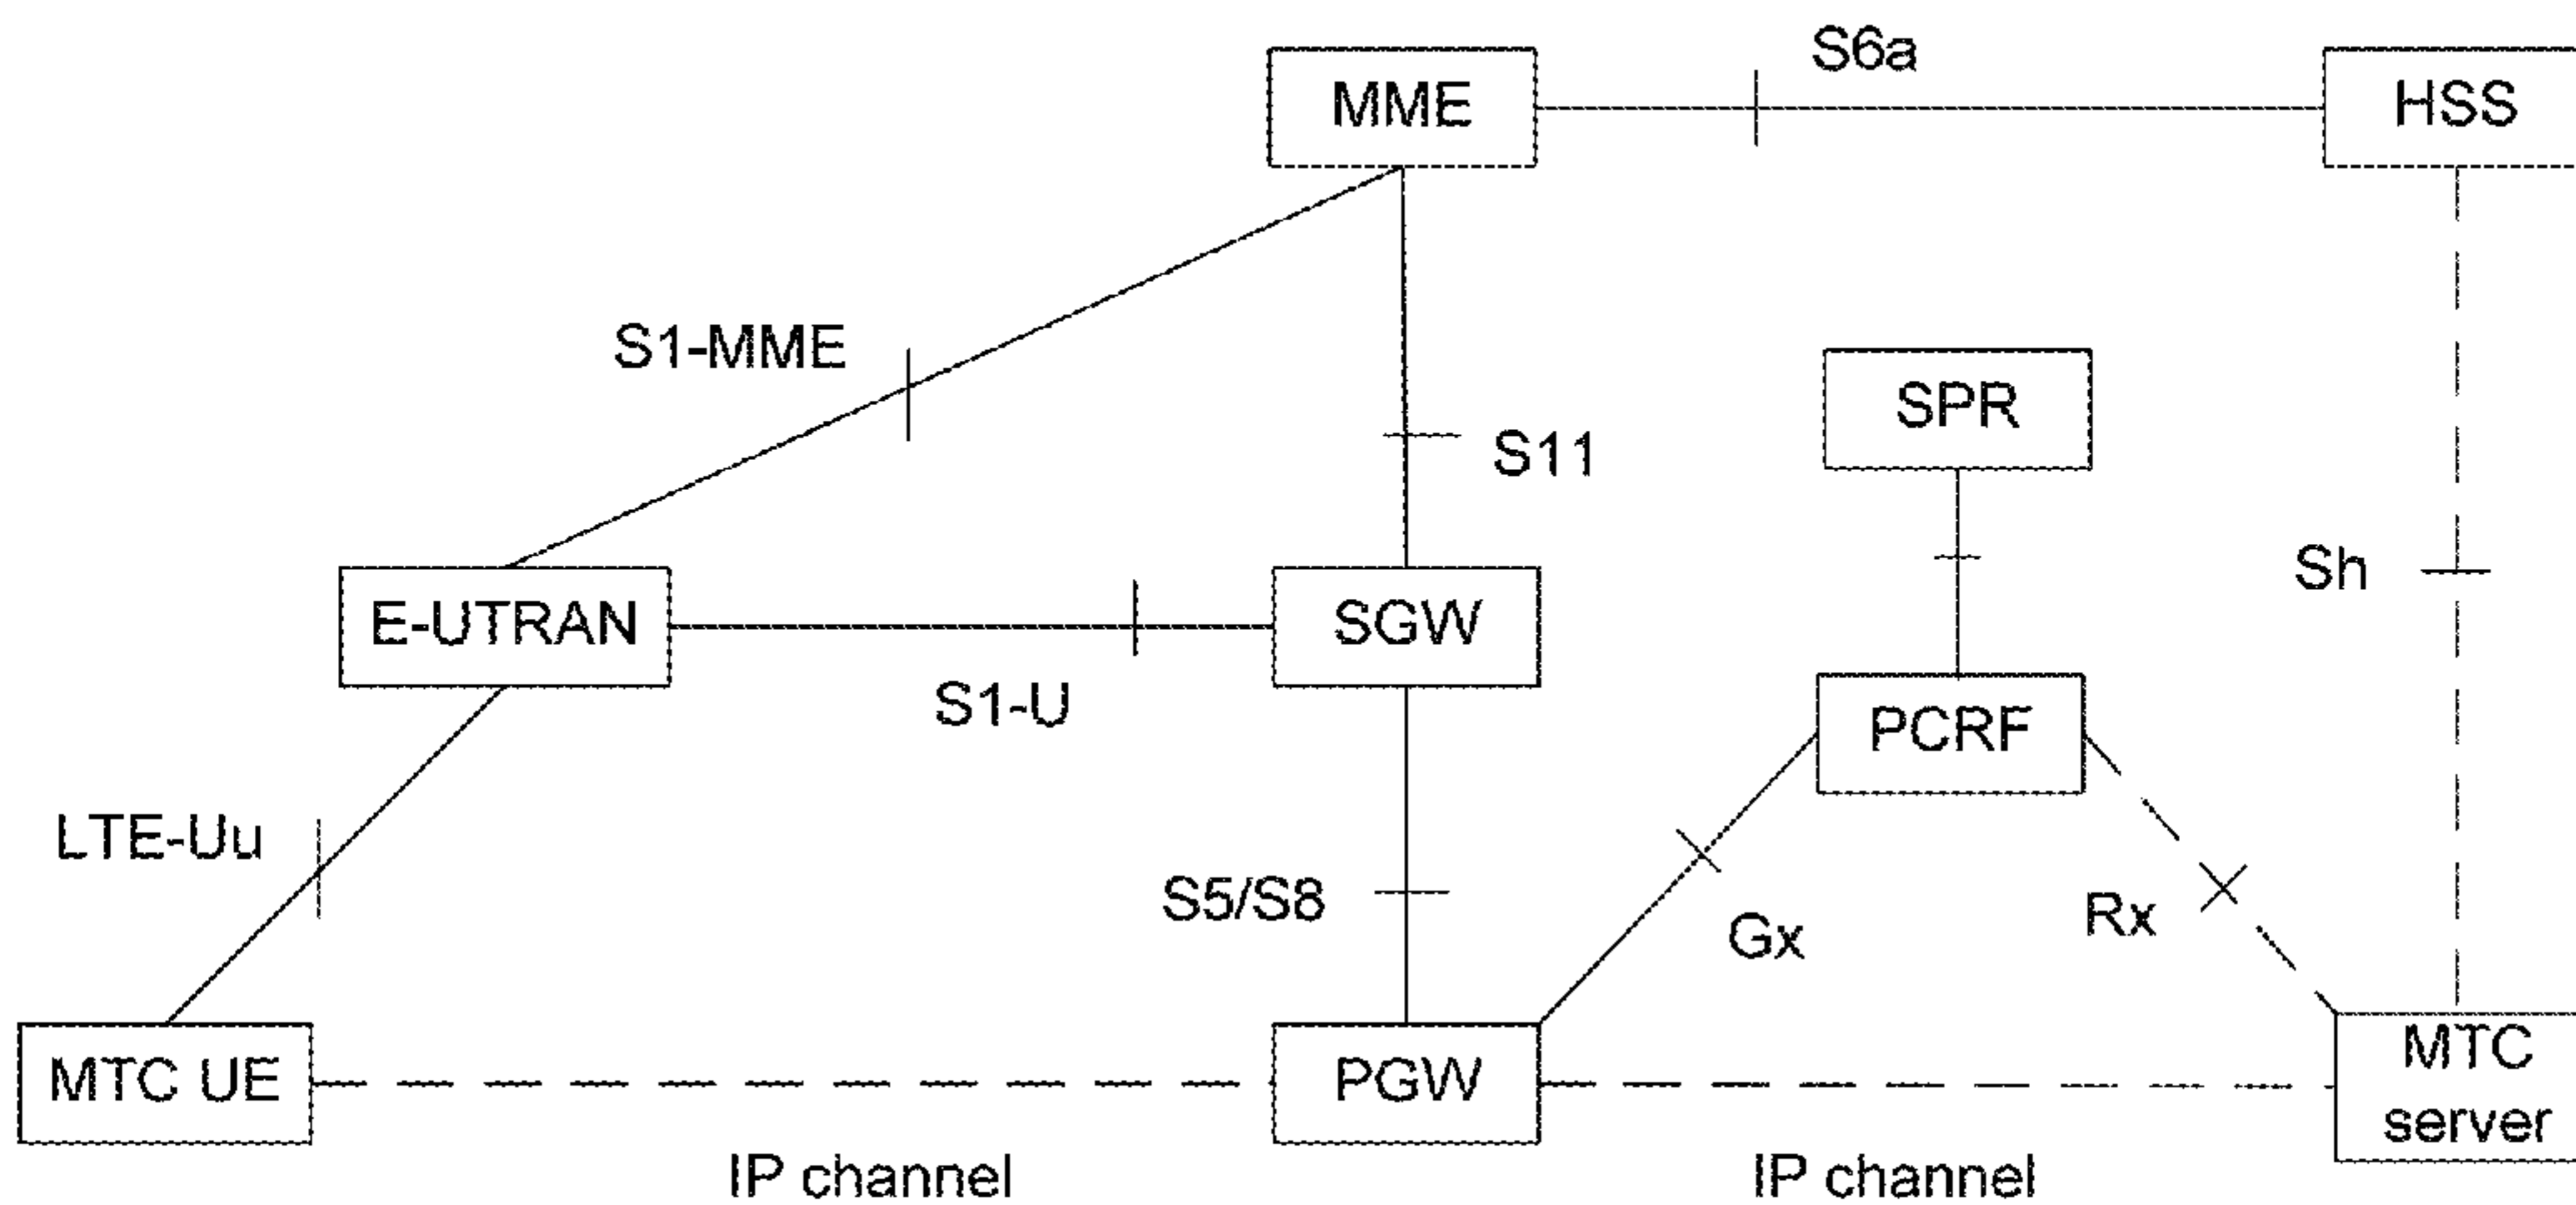 S6a
MME
HSS
S1-MME
SPR
S11
Sh
E-UTRAN
SGW
S1-U
PCRF
LTE-Uu
S5/S8
Gx
Rx
MTC UE
PGW
MTC
server
IP channel
IP channel